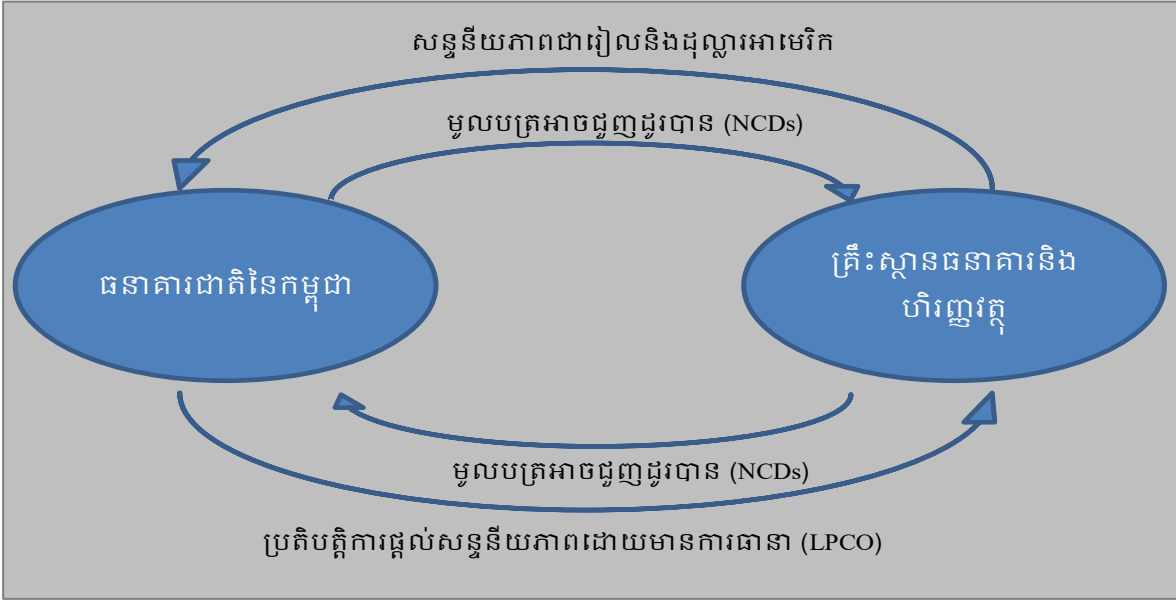 សន្ទនីយភាពជារៀលនិងដុល្លារអាមេរិក
មូលបត្រអាចជួញដូរបាន (NCDs)
ធនាគារជាតិនៃកម្ពុជា
គ្រឹះស្ថានធនាគារនិង
ហិរញ្ញវត្ថុ
មូលបត្រអាចជួញដូរបាន (NCDs)
ប្រតិបត្តិការផ្តល់សន្ទនីយភាពដោយមានការធានា (LPCO)